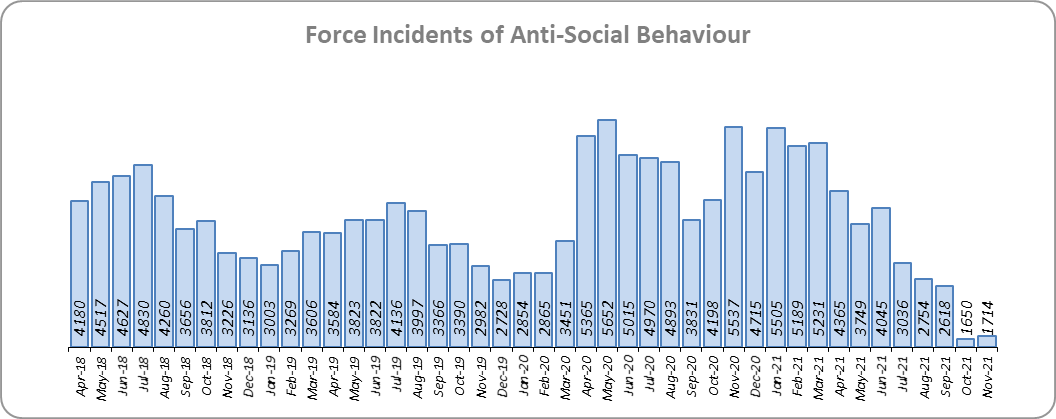 Force Incidents of Anti-Social Behaviour
4180 4517 4627 4830 4260 3656 3812 3226 3136 3003 3269 3606 3584 3823 3822 4136 3997 3366 3390 2982 2728 2854 2865 3451 5365 5652 5015 4970 4893 3831 4198 5537 4715 5505 5189 5231 4365 3749 4045 3036 2754 2618 1650 1714
Apr-18 May-18 Jun-18 Jul-18 Aug-18 Sep-18 Oct-18 Nov-18 Dec-18 Jan-19 Feb-19 Mar-19 Apr-19 May-19 Jun-19 Jul-19 Aug-19 Sep-19 Oct-19 Nov-19 Dec-19 Jan-20 Feb-20 Mar-20 Apr-20 May-20 Jun-20 Jul-20 Aug-20 Sep-20 Oct-20 Nov-20 Dec-20 Jan-21 Feb-21 Mar-21 Apr-21 May-21 Jun-21 Jul-21 Aug-21 Sep-21 Oct-21 Nov-21